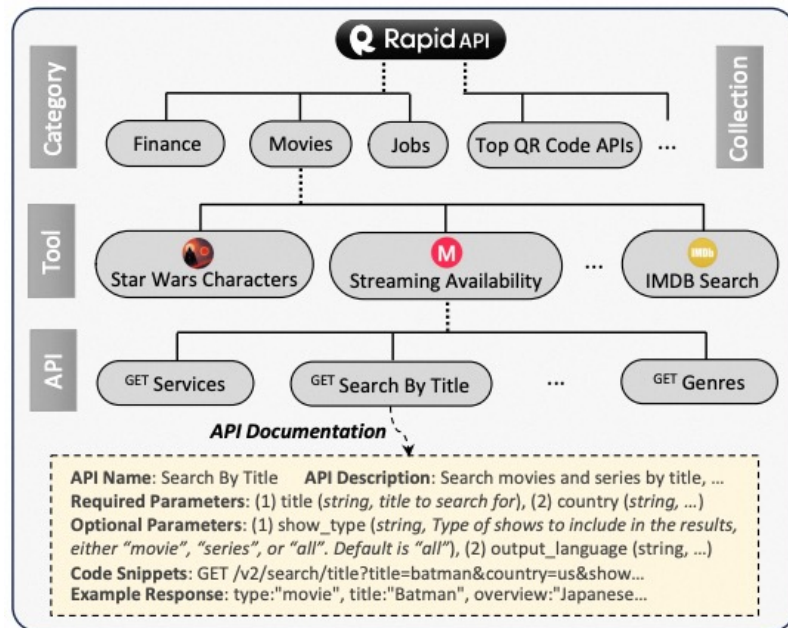 Rapid API
Category
Collection
Finance
Movies
Jobs
Top QR Code APIs
...
Tool
M
IMDb
Star Wars Characters
Streaming Availability
...
IMDB Search
API
GET Services
GET Search By Title
...
GET Genres
API Documentation
API Name: Search By Title API Description: Search movies and series by title, ...
Required Parameters: (1) title (string, title to search for), (2) country (string, ...)
Optional Parameters: (1) show_type (string, Type of shows to include in the results,
either “movie”, “series”, or “all”. Default is “all”), (2) output_language (string, ...)
Code Snippets: GET /v2/search/title?title=batman&country=us&show...
Example Response: type:"movie", title:"Batman", overview:"Japanese...